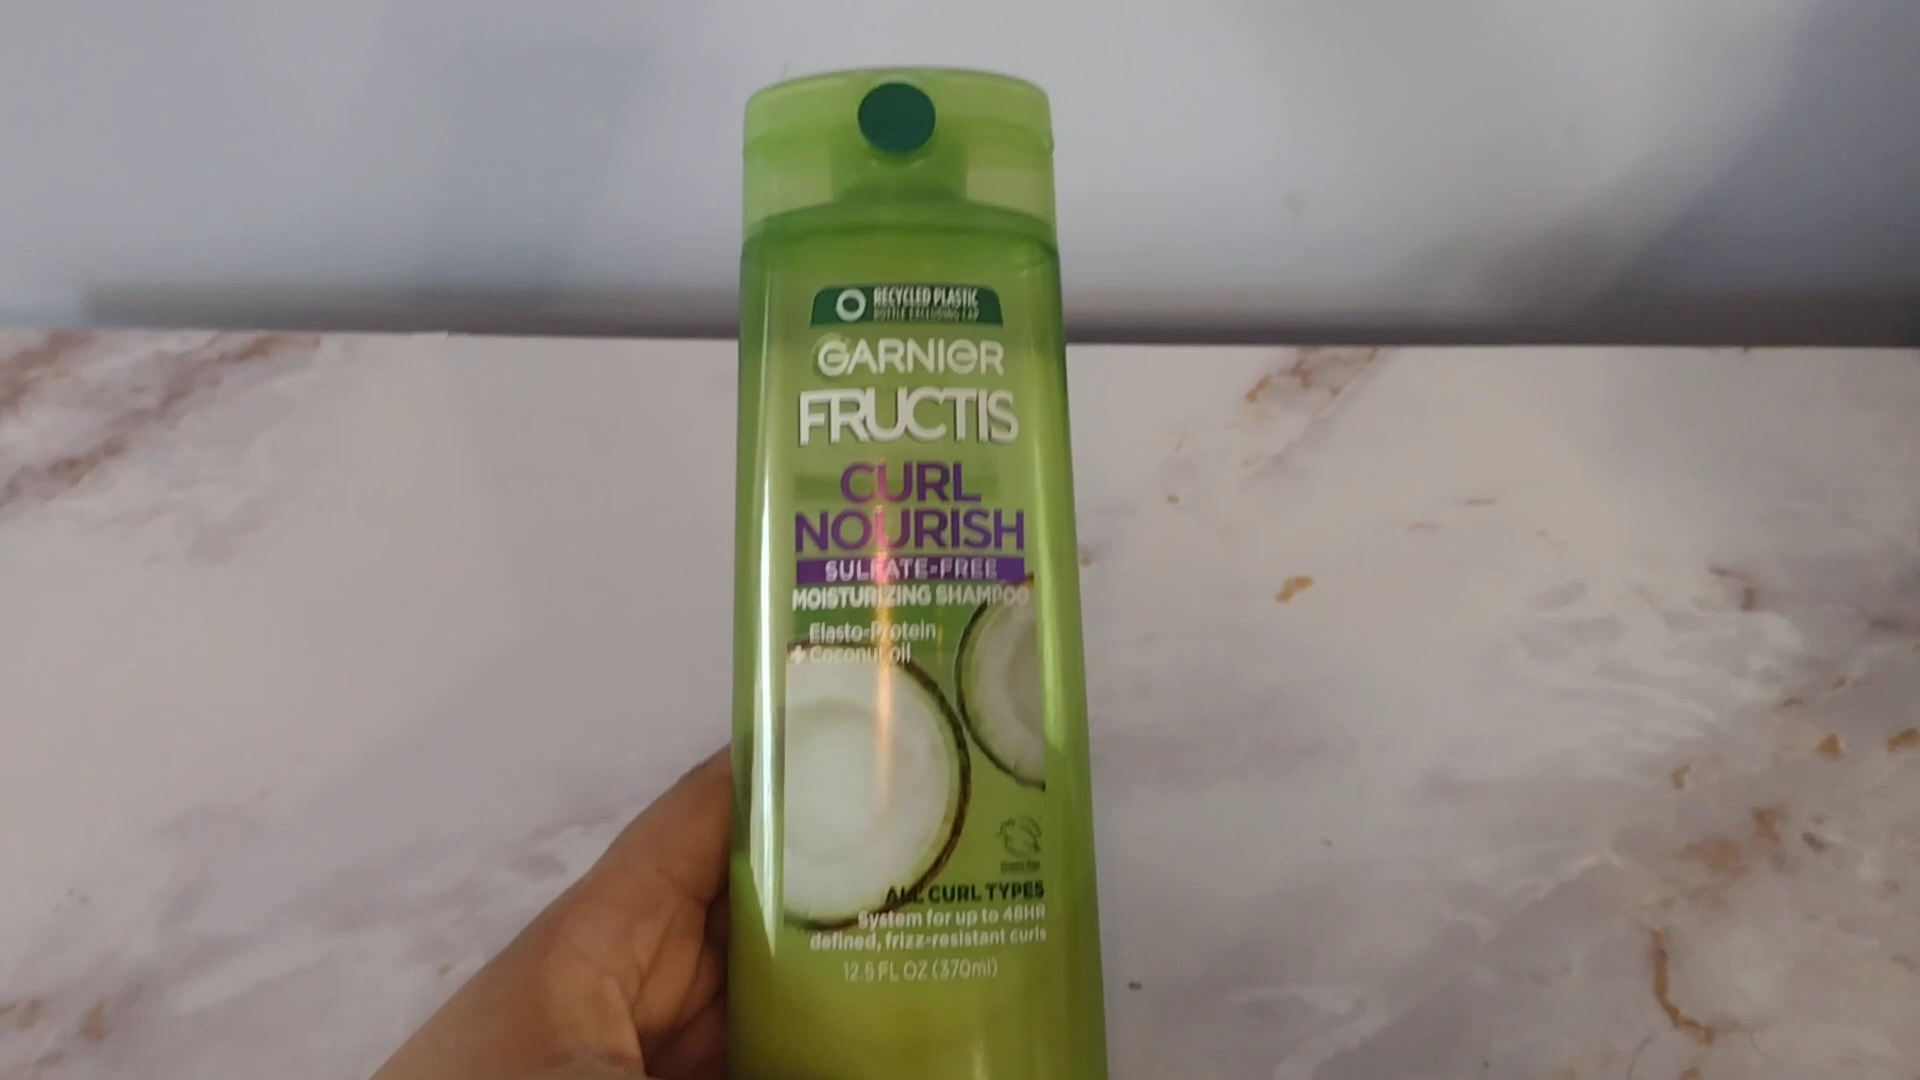 RECYCLED PLASTIC
BOTTLE EXCLUDING CAP
GARNIER
FRUCTIS
CURL
NOURISH
SULFATE-FREE
MOISTURIZING SHAMPOO
Elasto-Protein
+ Coconut oil
ALL CURL TYPES
System for up to 48HR
defined, frizz-resistant curls
12.5 FL OZ (370ml)